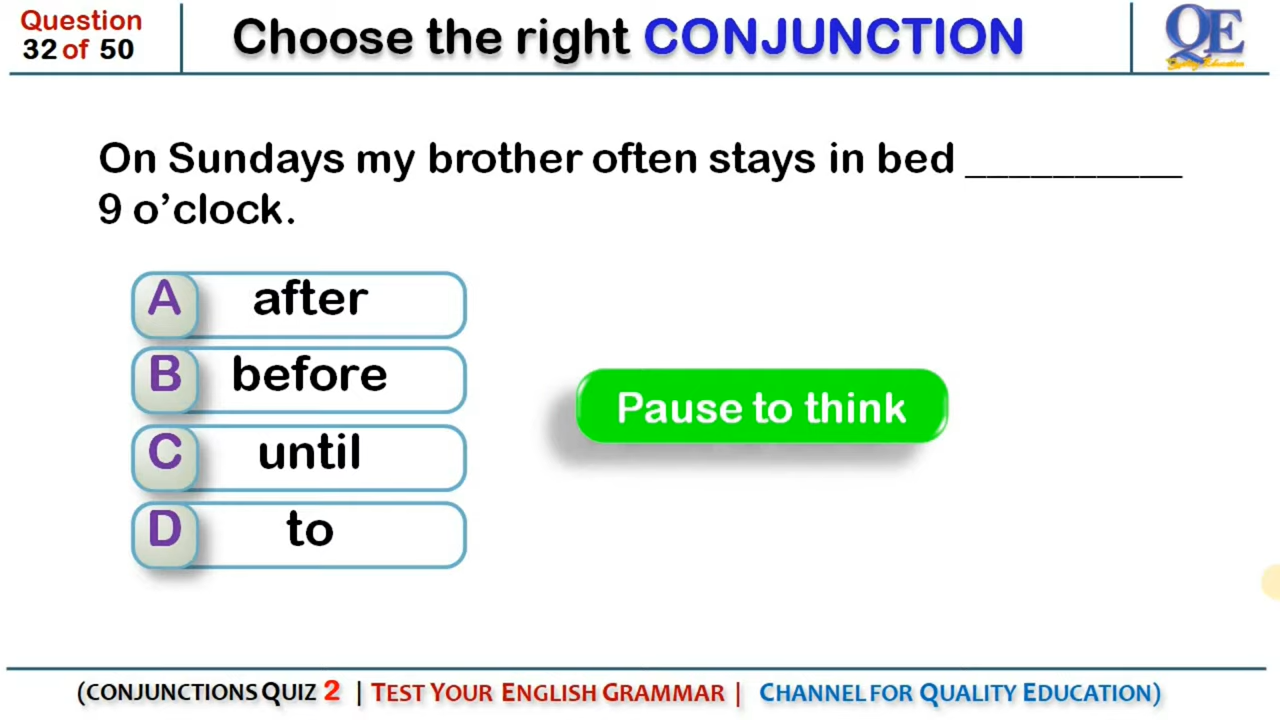 Question
32 of 50
Choose the right CONJUNCTION
QE
Quality Education
On Sundays my brother often stays in bed __________
9 o’clock.
A after
B before
C until
D to
Pause to think
(CONJUNCTIONS QUIZ 2 | TEST YOUR ENGLISH GRAMMAR | CHANNEL FOR QUALITY EDUCATION)